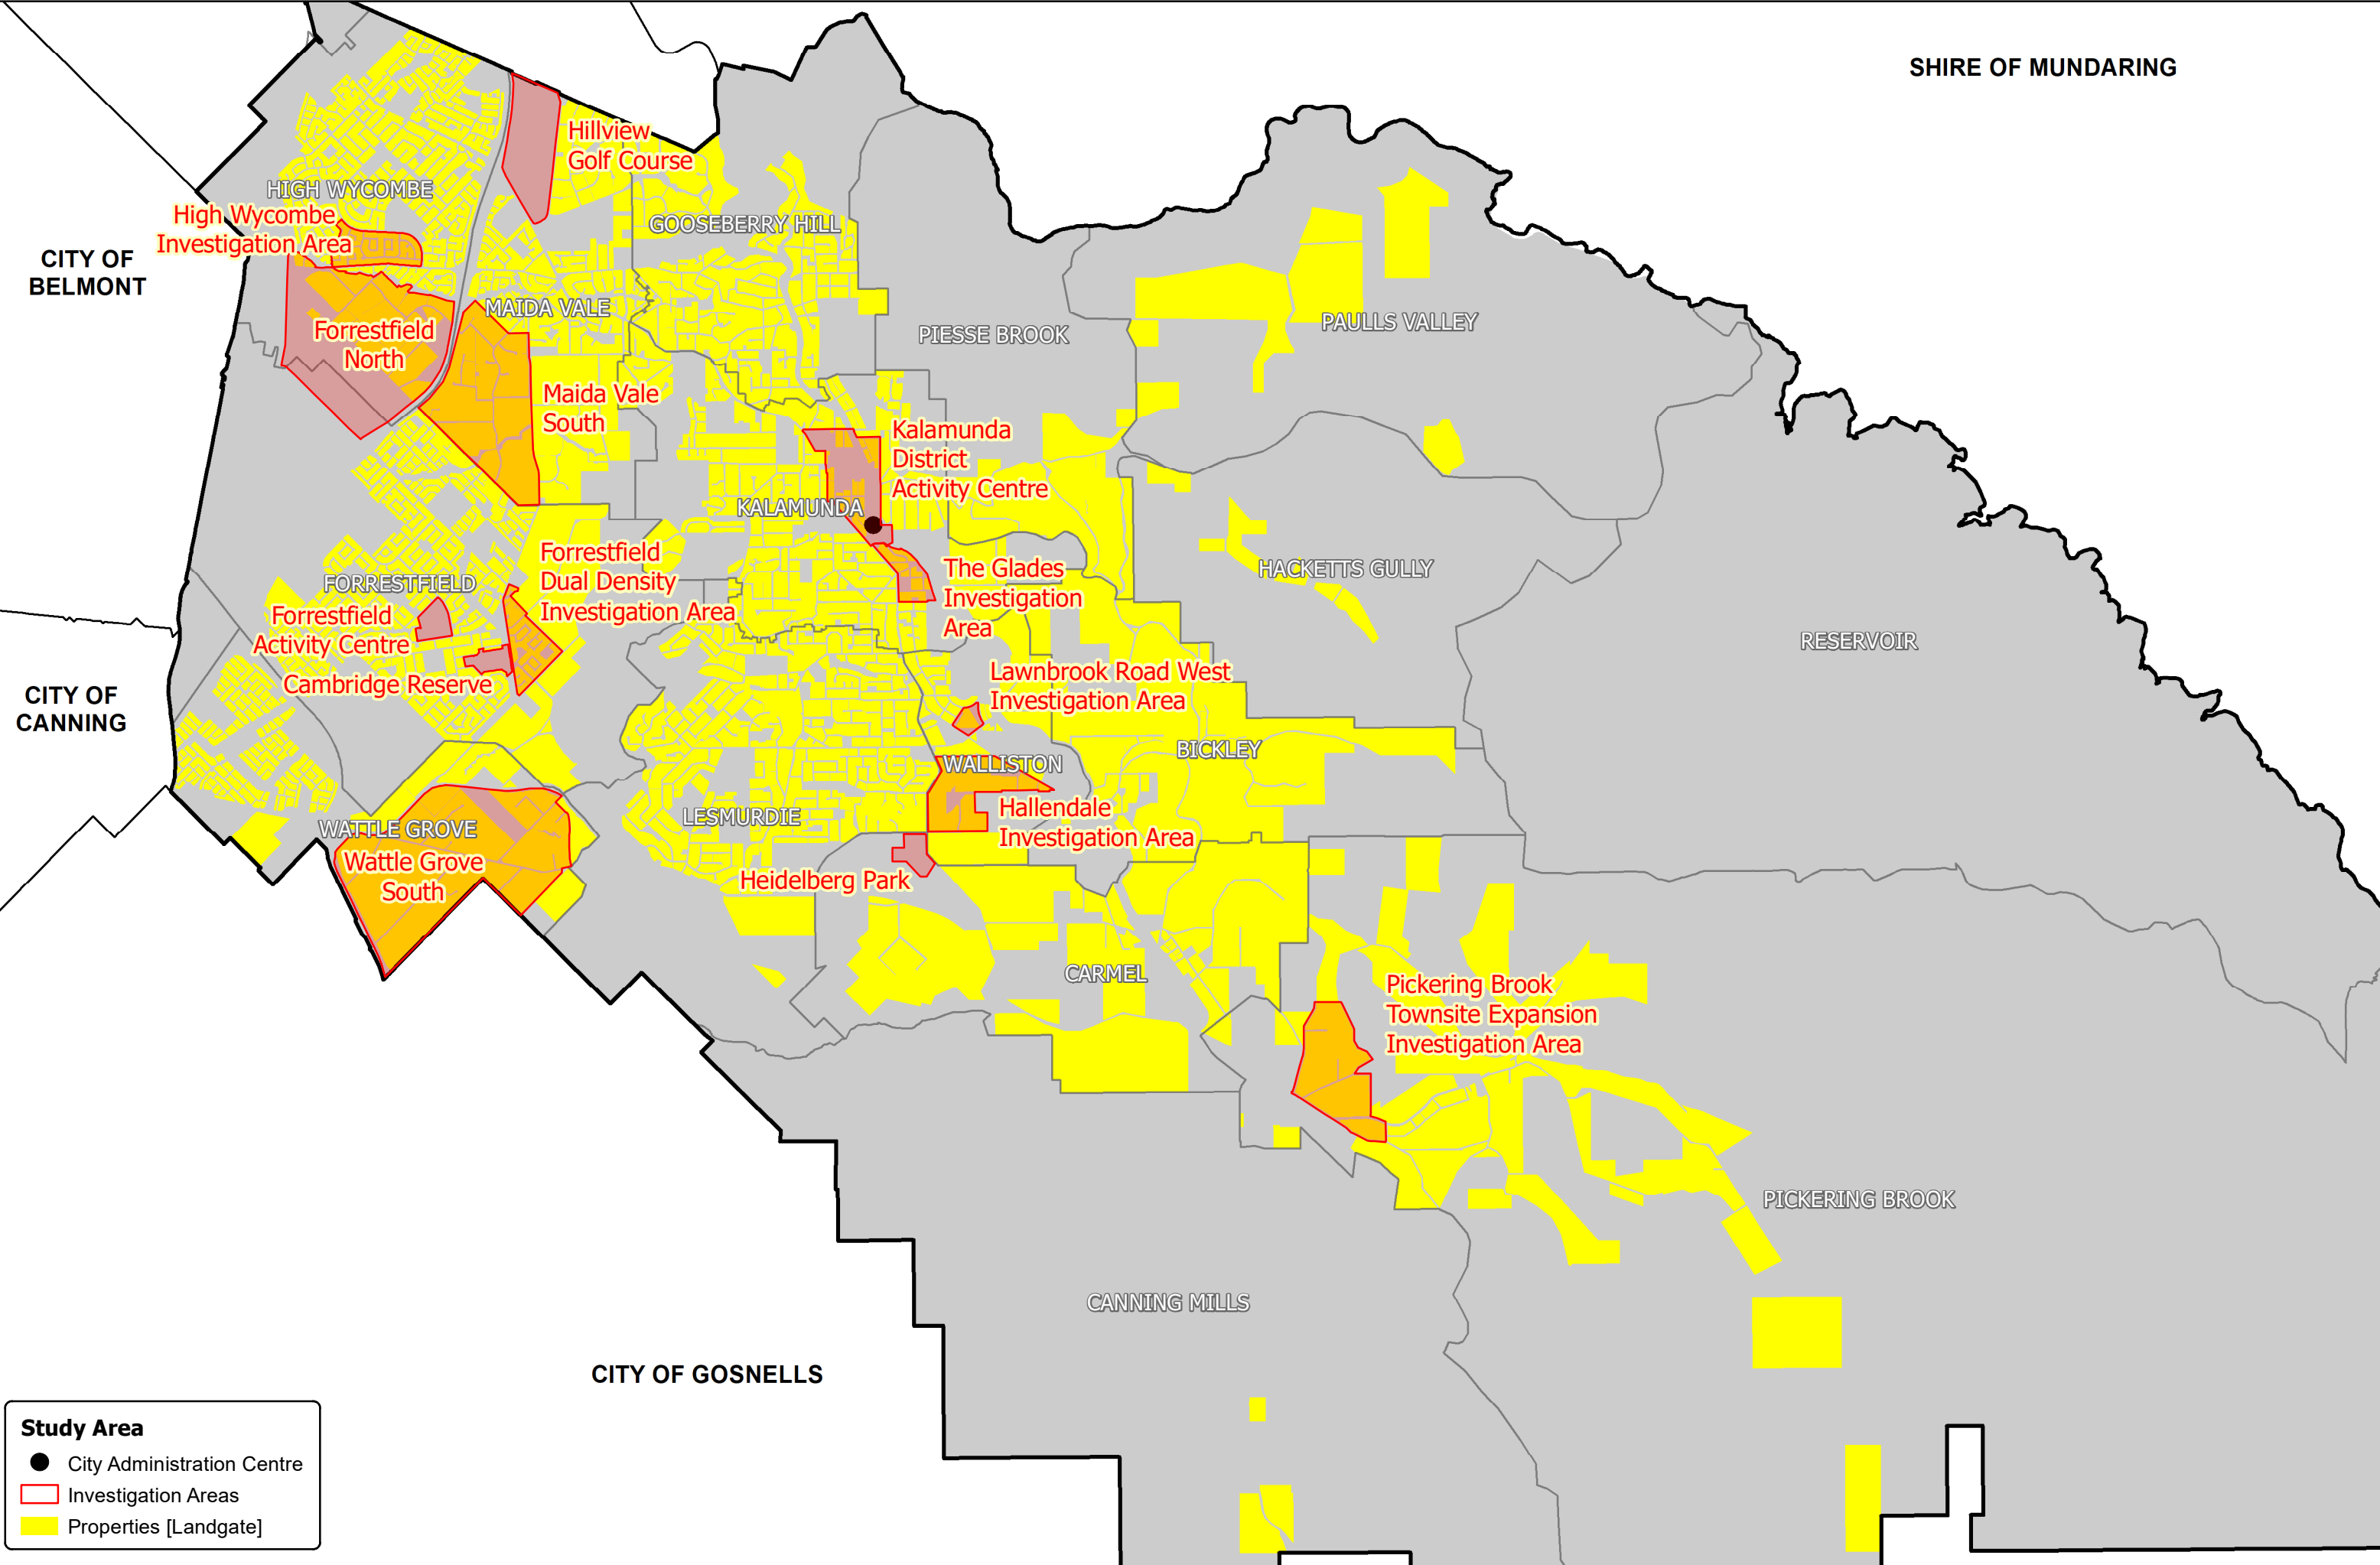 SHIRE OF MUNDARING
Hillview
Golf Course
HIGH WYCOMBE
High Wycombe
Investigation Area
GOOSEBERRY HILL
CITY OF
BELMONT
MAIDA VALE
Forrestfield
North
PIESSE BROOK
PAULLS VALLEY
Maida Vale
South
Kalamunda
District
Activity Centre
KALAMUNDA
Forrestfield
Dual Density
Investigation Area
The Glades
Investigation
Area
HACKETTS GULLY
FORRESTFIELD
Forrestfield
Activity Centre
Cambridge Reserve
RESERVOIR
Lawnbrook Road West
Investigation Area
CITY OF
CANNING
BICKLEY
WALLISTON
Hallendale
Investigation Area
LESMURDIE
WATTLE GROVE
Wattle Grove
South
Heidelberg Park
CARMEL
Pickering Brook
Townsite Expansion
Investigation Area
PICKERING BROOK
CANNING MILLS
CITY OF GOSNELLS
Study Area
City Administration Centre
Investigation Areas
Properties [Landgate]